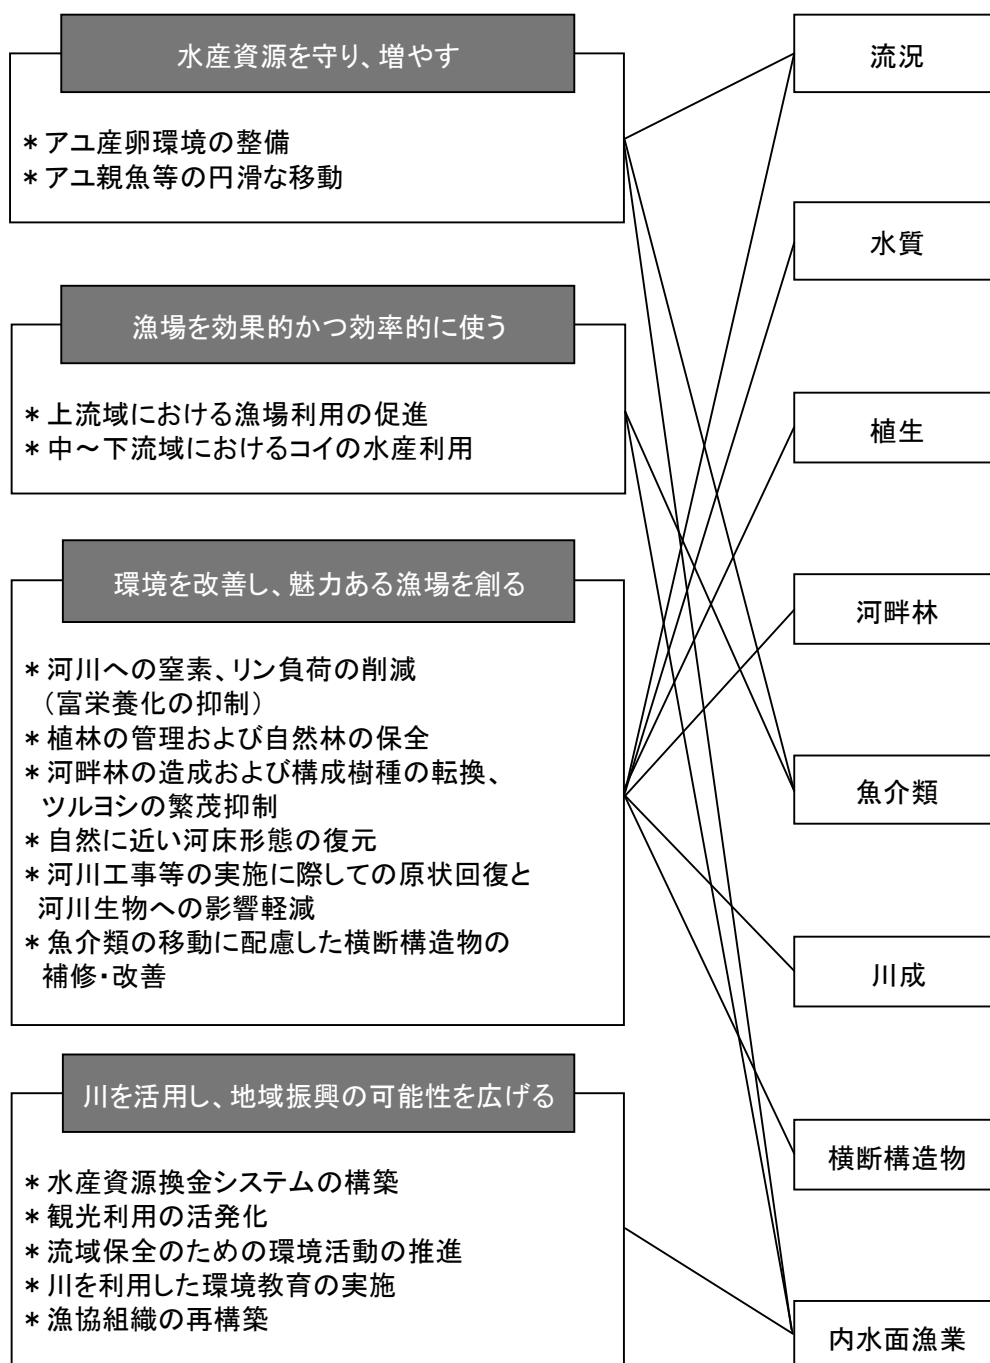 水産資源を守り、増やす
＊アユ産卵環境の整備
＊アユ親魚等の円滑な移動
漁場を効果的かつ効率的に使う
＊上流域における漁場利用の促進
＊中～下流域におけるコイの水産利用
環境を改善し、魅力ある漁場を創る
＊河川への窒素、リン負荷の削減
（富栄養化の抑制）
＊植林の管理および自然林の保全
＊河畔林の造成および構成樹種の転換、
ツルヨシの繁茂抑制
＊自然に近い河床形態の復元
＊河川工事等の実施に際しての原状回復と
河川生物への影響軽減
＊魚介類の移動に配慮した横断構造物の
補修・改善
川を活用し、地域振興の可能性を広げる
＊水産資源換金システムの構築
＊観光利用の活発化
＊流域保全のための環境活動の推進
＊川を利用した環境教育の実施
＊漁協組織の再構築
流況
水質
植生
河畔林
魚介類
川成
横断構造物
内水面漁業